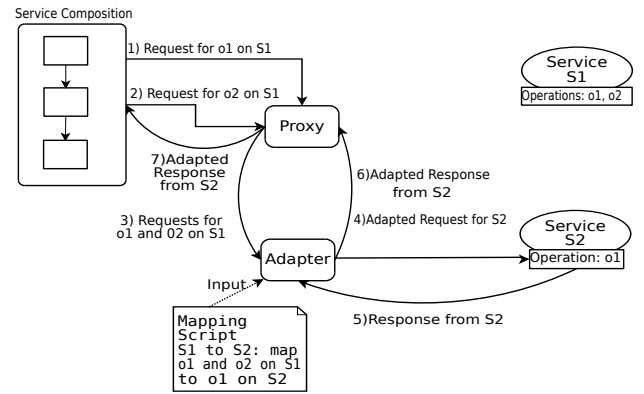 Service Composition
1) Request for o1 on S1
2) Request for o2 on S1
Service
S1
Operations: o1, o2
Proxy
7)Adapted
Response
from S2
6)Adapted Response
from S2
3) Requests for
o1 and 02 on S1
4)Adapted Request for S2
Service
S2
Operation: o1
Adapter
Input
5)Response from S2
Mapping
Script
S1 to S2: map
o1 and o2 on S1
to o1 on S2